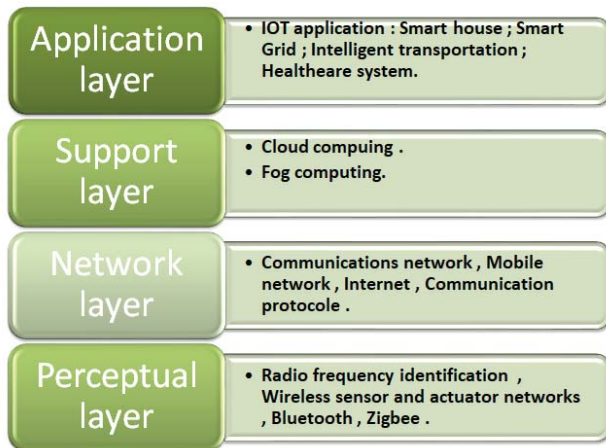 Application
layer
• IOT application : Smart house ; Smart
Grid ; Intelligent transportation ;
Healtheare system.
Support
layer
• Cloud compuing .
• Fog computing.
Network
layer
• Communications network , Mobile
network , Internet , Communication
protocole .
Perceptual
layer
• Radio frequency identification ,
Wireless sensor and actuator networks
, Bluetooth , Zigbee .